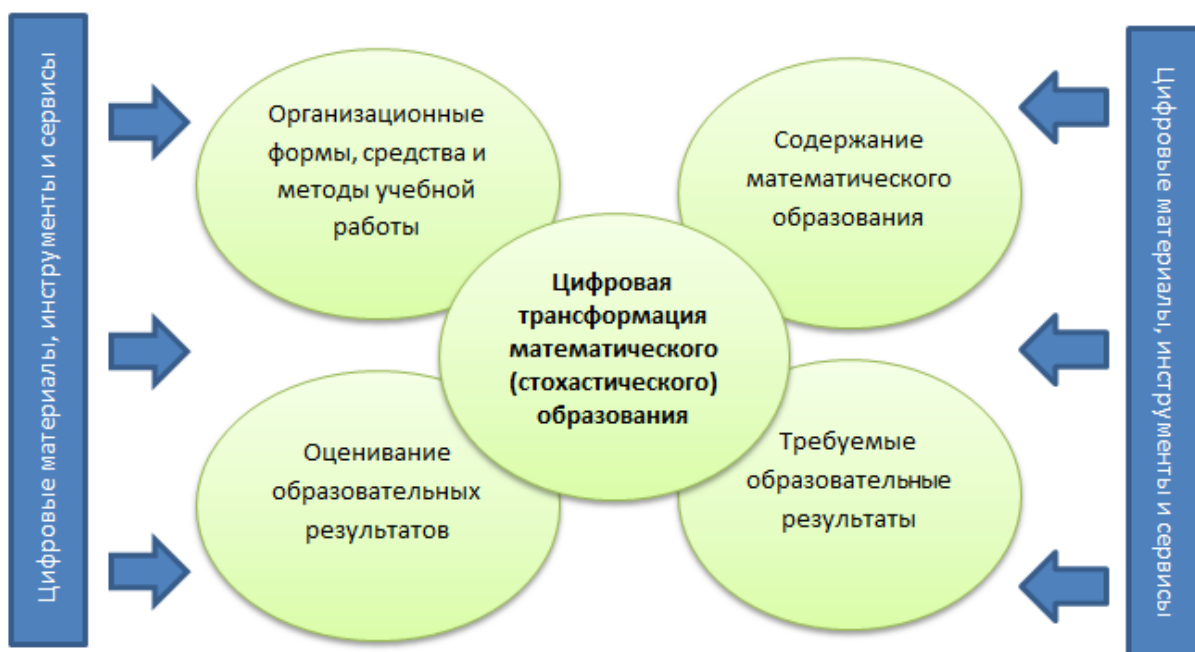 Цифровые материалы, инструменты и сервисы
Организационные
формы, средства и
методы учебной
работы
Содержание
математического
образования
Цифровая
трансформация
математического
(стохастического)
образования
Оценивание
образовательных
результатов
Требуемые
образовательные
результаты
Цифровые материалы, инструменты и сервисы